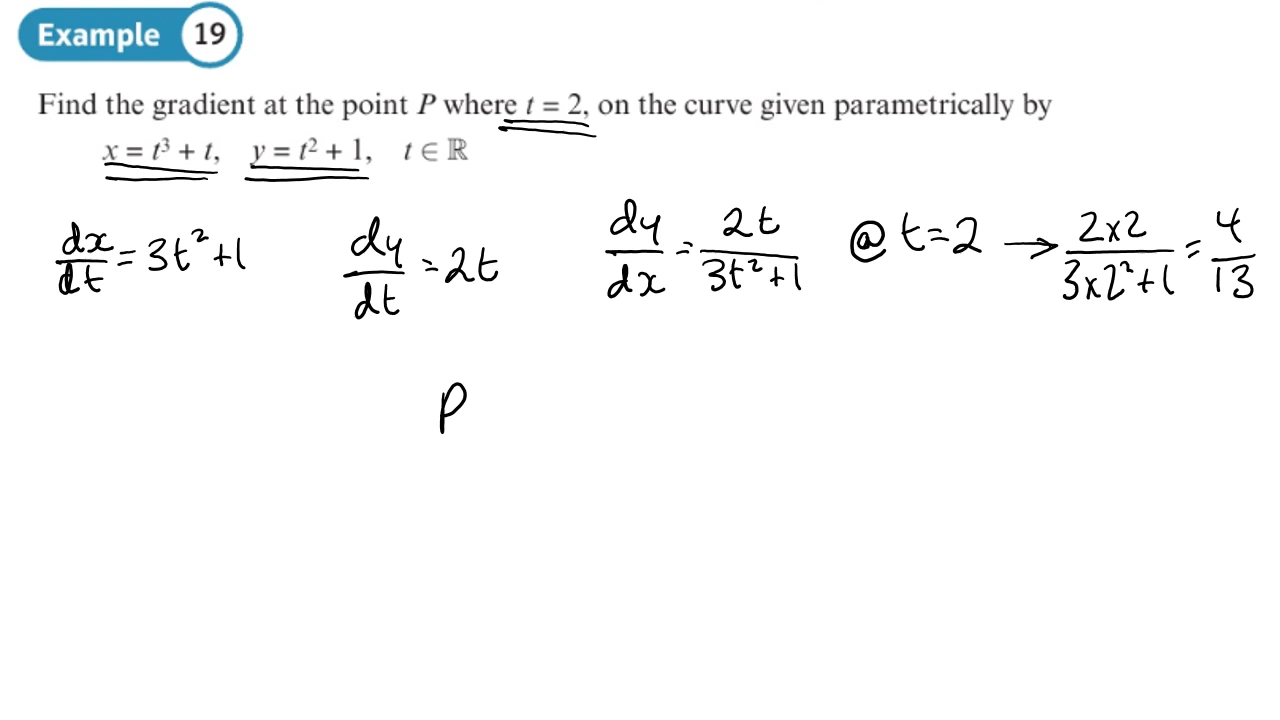 Example 19
Find the gradient at the point P where t = 2, on the curve given parametrically by
x = t³ + t, y = t² + 1, t ∈ ℝ
dx/dt = 3t² + 1 dy/dt = 2t dy/dx = 2t/(3t² + 1) @ t = 2 → 2×2/(3×2² + 1) = 4/13
P